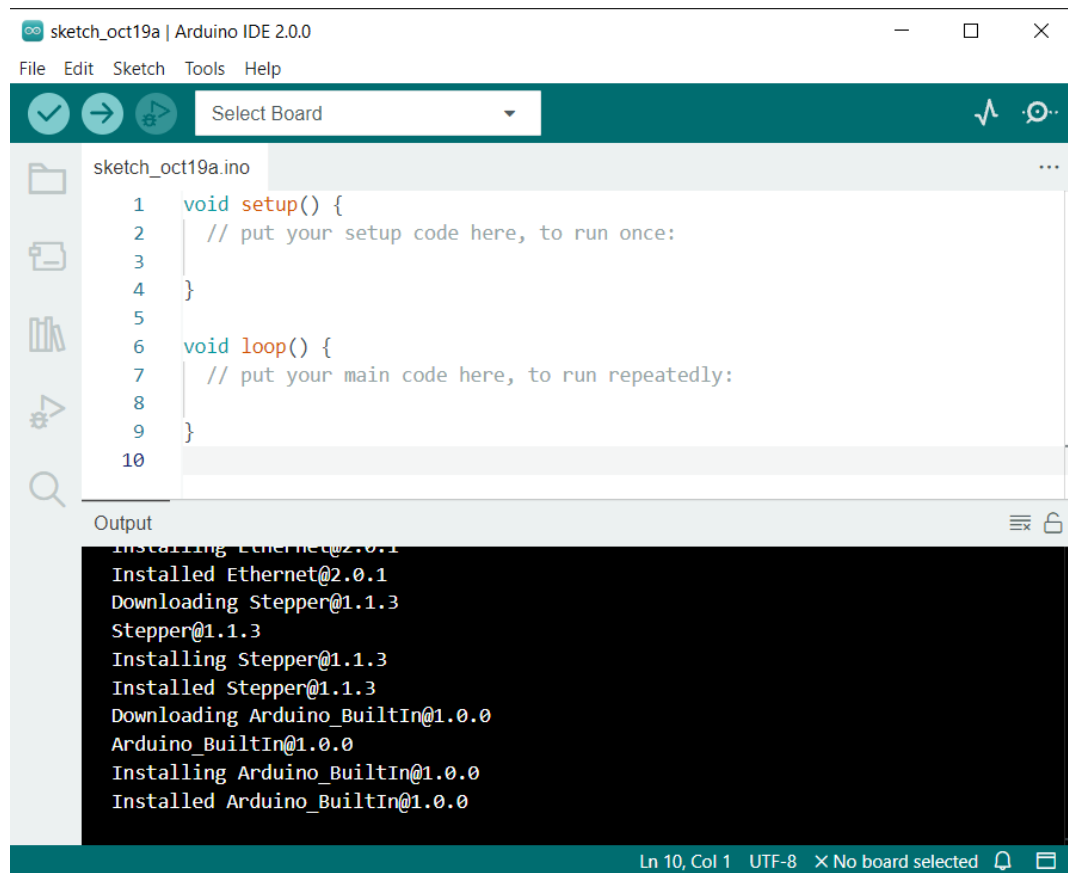 sketch_oct19a | Arduino IDE 2.0.0
File Edit Sketch Tools Help
Select Board
sketch_oct19a.ino
1 void setup() {
2 // put your setup code here, to run once:
3
4 }
5
6 void loop() {
7 // put your main code here, to run repeatedly:
8
9 }
10
Output
Installing Ethernet@2.0.1
Installed Ethernet@2.0.1
Downloading Stepper@1.1.3
Stepper@1.1.3
Installing Stepper@1.1.3
Installed Stepper@1.1.3
Downloading Arduino_BuiltIn@1.0.0
Arduino_BuiltIn@1.0.0
Installing Arduino_BuiltIn@1.0.0
Installed Arduino_BuiltIn@1.0.0
Ln 10, Col 1 UTF-8 × No board selected